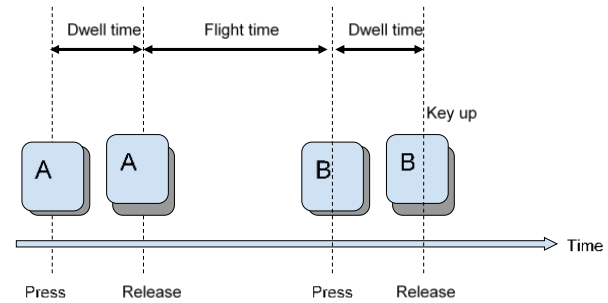 Dwell time
Flight time
Dwell time
Key up
A
A
B
B
Time
Press
Release
Press
Release